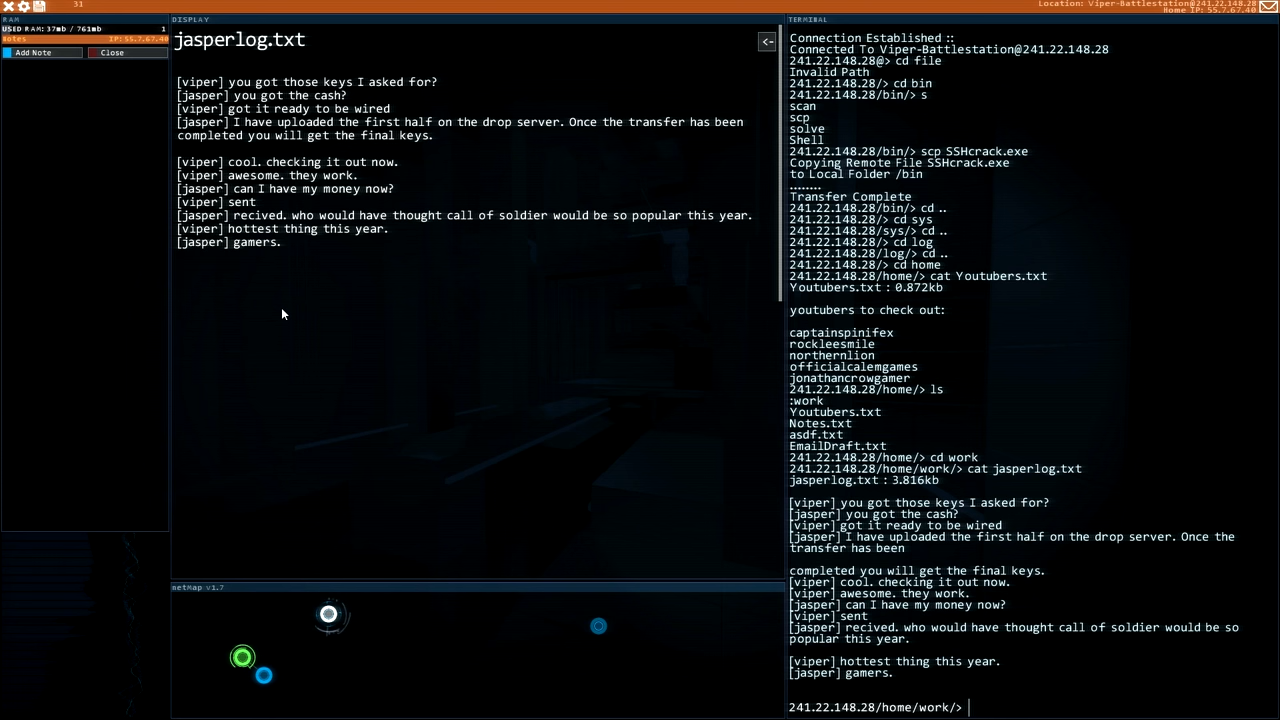 31
Location: Viper-Battlestation@241.22.148.28
Home IP: 55.7.67.40
RAM
USED RAM: 37mb / 761mb 1
Notes IP: 55.7.67.40
Add Note
Close
DISPLAY
jasperlog.txt
<-
[viper] you got those keys I asked for?
[jasper] you got the cash?
[viper] got it ready to be wired
[jasper] I have uploaded the first half on the drop server. Once the transfer has been
completed you will get the final keys.
[viper] cool. checking it out now.
[viper] awesome. they work.
[jasper] can I have my money now?
[viper] sent
[jasper] recived. who would have thought call of soldier would be so popular this year.
[viper] hottest thing this year.
[jasper] gamers.
netMap v1.7
TERMINAL
Connection Established ::
Connected To Viper-Battlestation@241.22.148.28
241.22.148.28@> cd file
Invalid Path
241.22.148.28/> cd bin
241.22.148.28/bin/> s
scan
scp
solve
Shell
241.22.148.28/bin/> scp SSHcrack.exe
Copying Remote File SSHcrack.exe
to Local Folder /bin
........
Transfer Complete
241.22.148.28/bin/> cd ..
241.22.148.28/> cd sys
241.22.148.28/sys/> cd ..
241.22.148.28/> cd log
241.22.148.28/log/> cd ..
241.22.148.28/> cd home
241.22.148.28/home/> cat Youtubers.txt
Youtubers.txt : 0.872kb
youtubers to check out:
captainspinifex
rockleesmile
northernlion
officialcalemgames
jonathancrowgamer
241.22.148.28/home/> ls
:work
Youtubers.txt
Notes.txt
asdf.txt
EmailDraft.txt
241.22.148.28/home/> cd work
241.22.148.28/home/work/> cat jasperlog.txt
jasperlog.txt : 3.816kb
[viper] you got those keys I asked for?
[jasper] you got the cash?
[viper] got it ready to be wired
[jasper] I have uploaded the first half on the drop server. Once the
transfer has been
completed you will get the final keys.
[viper] cool. checking it out now.
[viper] awesome. they work.
[jasper] can I have my money now?
[viper] sent
[jasper] recived. who would have thought call of soldier would be so
popular this year.
[viper] hottest thing this year.
[jasper] gamers.
241.22.148.28/home/work/>